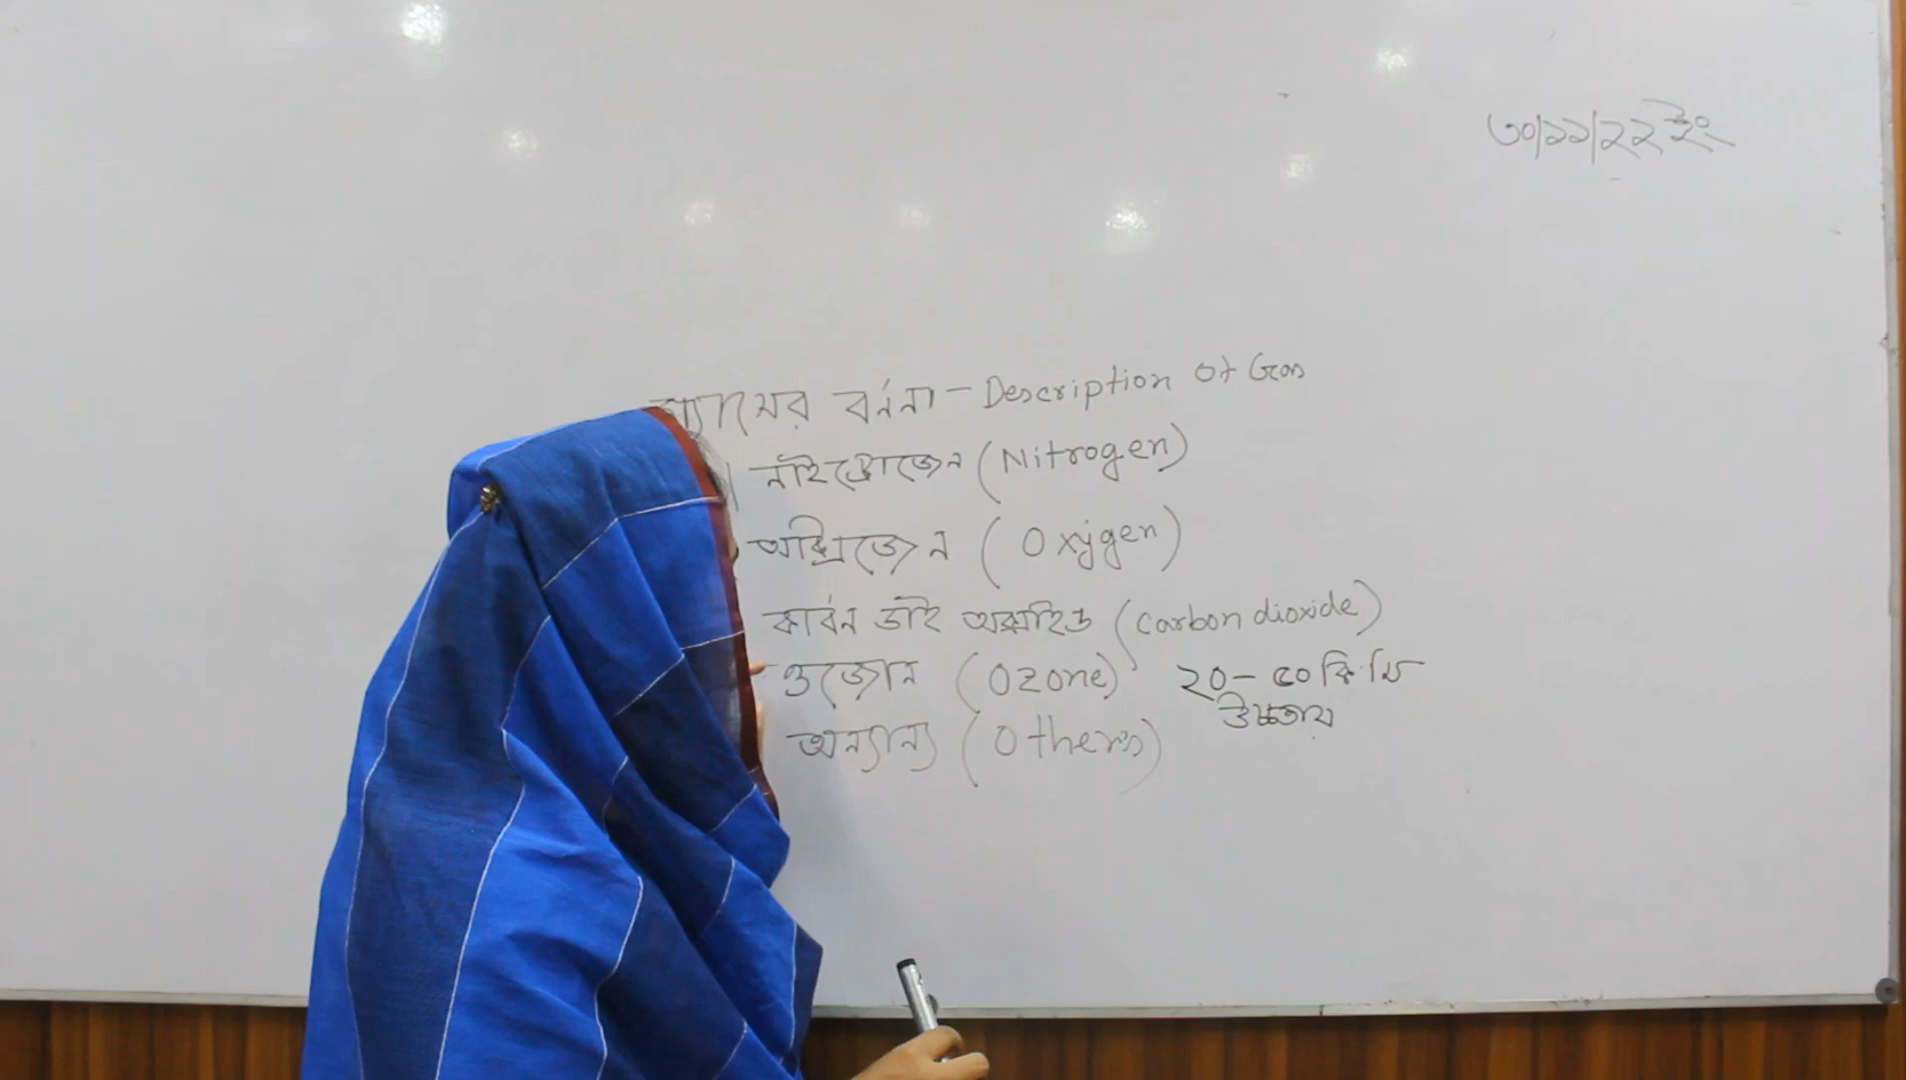 ৩০/১১/২২ ইং
গ্যাসের বর্ননা - Description of Gas
নাইট্রোজেন (Nitrogen)
অক্সিজেন (Oxygen)
কার্বন ডাই অক্সাইড (Carbon dioxide)
ওজোন (Ozone) ২০- ৫০ কি.মি
উচ্চতায়
অন্যান্য (Others)